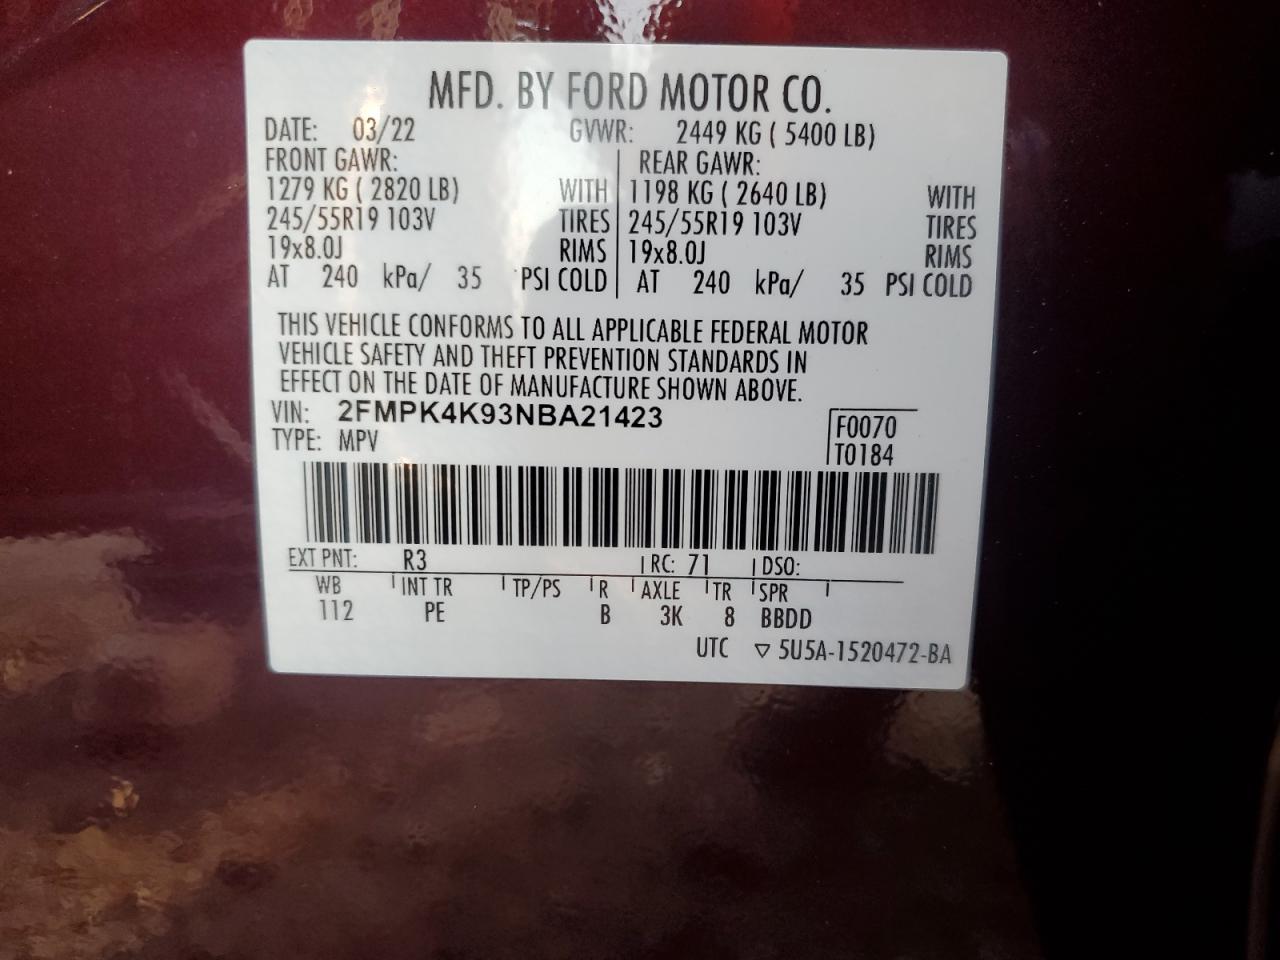 MFD. BY FORD MOTOR CO.
DATE: 03/22 GVWR: 2449 KG ( 5400 LB)
FRONT GAWR: REAR GAWR:
1279 KG ( 2820 LB) WITH 1198 KG ( 2640 LB) WITH
245/55R19 103V TIRES 245/55R19 103V TIRES
19x8.0J RIMS 19x8.0J RIMS
AT 240 kPa/ 35 PSI COLD AT 240 kPa/ 35 PSI COLD
THIS VEHICLE CONFORMS TO ALL APPLICABLE FEDERAL MOTOR
VEHICLE SAFETY AND THEFT PREVENTION STANDARDS IN
EFFECT ON THE DATE OF MANUFACTURE SHOWN ABOVE.
VIN: 2FMPK4K93NBA21423
TYPE: MPV
F0070
T0184
EXT PNT: R3 RC: 71 DSO:
WB INT TR TP/PS R AXLE TR SPR
112 PE B 3K 8 BBDD
UTC ▽ 5U5A-1520472-BA